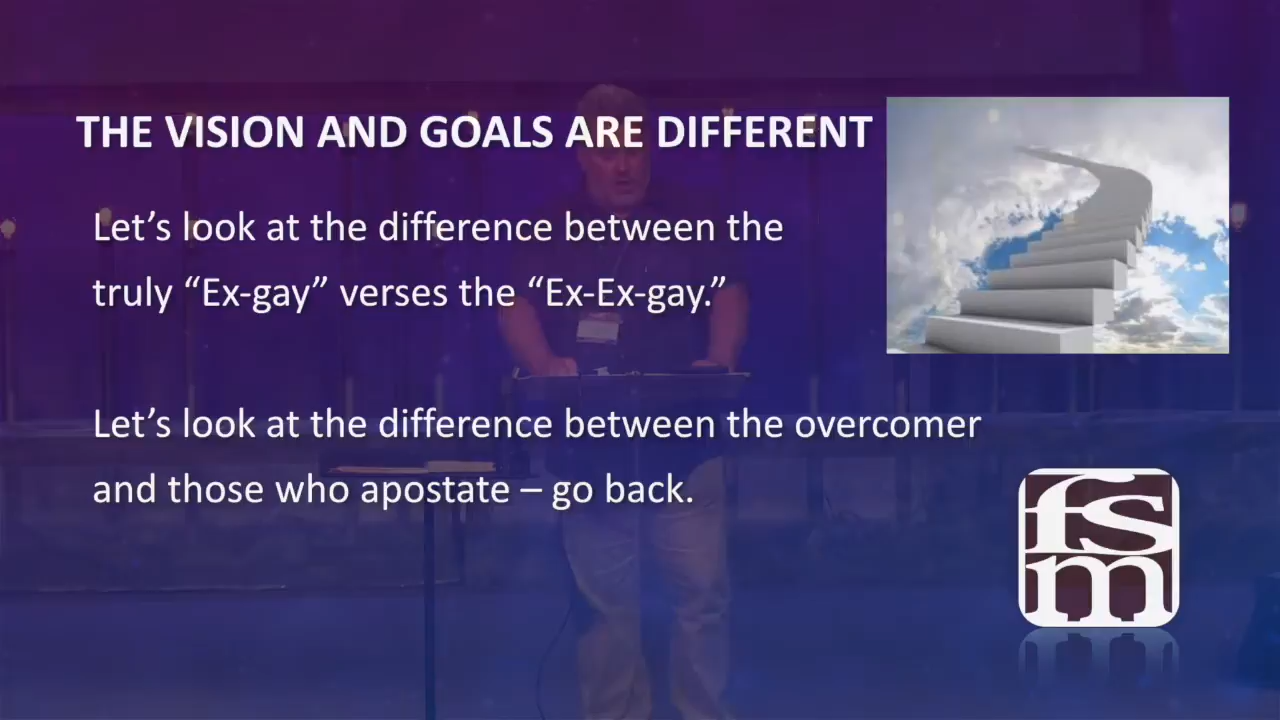 THE VISION AND GOALS ARE DIFFERENT
Let’s look at the difference between the
truly “Ex-gay” verses the “Ex-Ex-gay.”
Let’s look at the difference between the overcomer
and those who apostate – go back.
fs
m